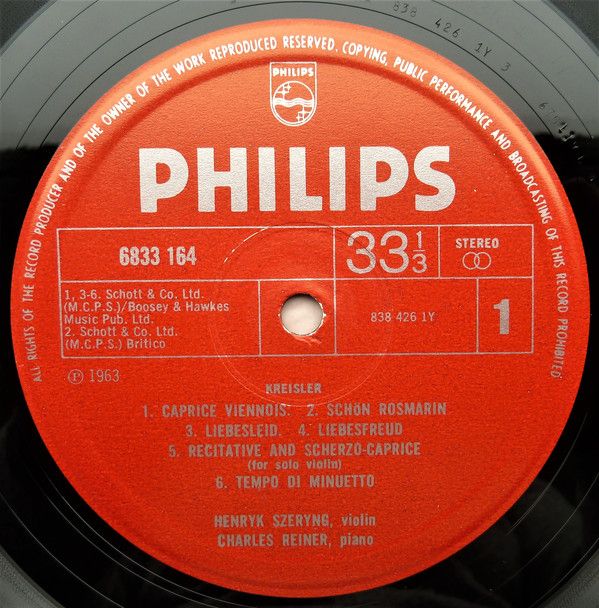 838 426 1Y 3
ALL RIGHTS OF THE RECORD PRODUCER AND OF THE OWNER OF THE WORK REPRODUCED RESERVED. COPYING, PUBLIC PERFORMANCE AND BROADCASTING OF THIS RECORD PROHIBITED
PHILIPS
PHILIPS
6833 164
33 1/3
STEREO
1, 3-6. Schott & Co. Ltd.
(M.C.P.S.)/Boosey & Hawkes
Music Pub. Ltd.
2. Schott & Co. Ltd.
(M.C.P.S.) Britico
838 426 1Y
1
Ⓟ 1963
KREISLER
1. CAPRICE VIENNOIS. 2. SCHÖN ROSMARIN
3. LIEBESLEID. 4. LIEBESFREUD
5. RECITATIVE AND SCHERZO-CAPRICE
(for solo violin)
6. TEMPO DI MINUETTO
HENRYK SZERYNG, violin
CHARLES REINER, piano